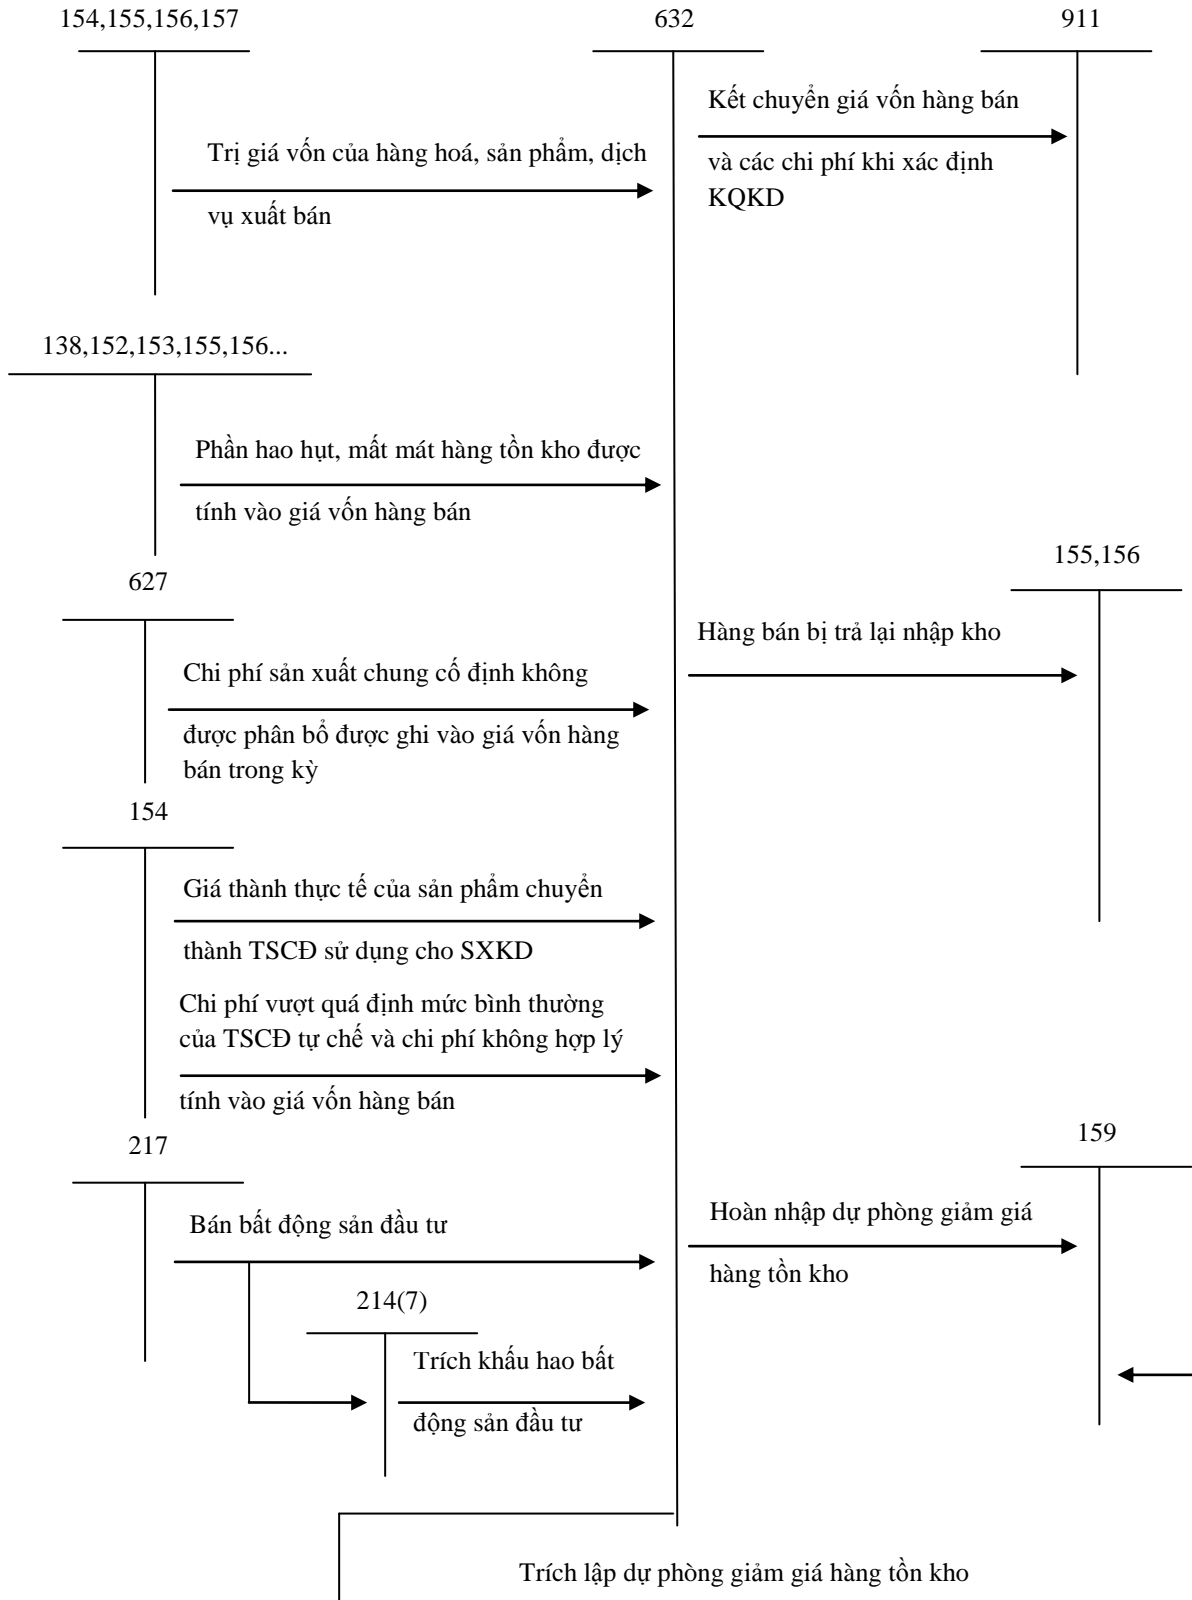 154,155,156,157
632
911
Kết chuyển giá vốn hàng bán
và các chi phí khi xác định
KQKD
Trị giá vốn của hàng hoá, sản phẩm, dịch
vụ xuất bán
138,152,153,155,156...
Phần hao hụt, mất mát hàng tồn kho được
tính vào giá vốn hàng bán
155,156
627
Hàng bán bị trả lại nhập kho
Chi phí sản xuất chung cố định không
được phân bổ được ghi vào giá vốn hàng
bán trong kỳ
154
Giá thành thực tế của sản phẩm chuyển
thành TSCĐ sử dụng cho SXKD
Chi phí vượt quá định mức bình thường
của TSCĐ tự chế và chi phí không hợp lý
tính vào giá vốn hàng bán
217
159
Bán bất động sản đầu tư
Hoàn nhập dự phòng giảm giá
hàng tồn kho
214(7)
Trích khấu hao bất
động sản đầu tư
Trích lập dự phòng giảm giá hàng tồn kho